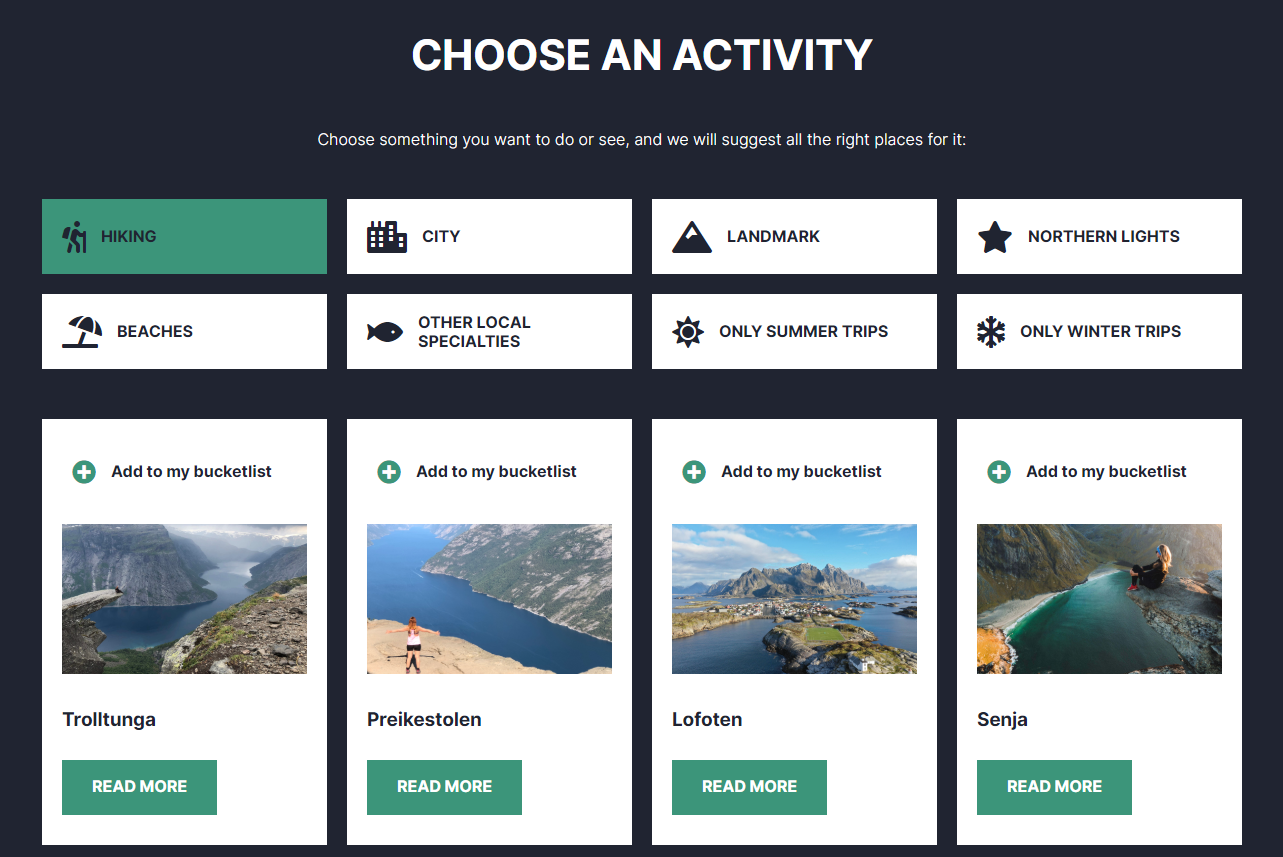 CHOOSE AN ACTIVITY
Choose something you want to do or see, and we will suggest all the right places for it:
HIKING
CITY
LANDMARK
NORTHERN LIGHTS
BEACHES
OTHER LOCAL
SPECIALTIES
ONLY SUMMER TRIPS
ONLY WINTER TRIPS
Add to my bucketlist
Add to my bucketlist
Add to my bucketlist
Add to my bucketlist
Trolltunga
Preikestolen
Lofoten
Senja
READ MORE
READ MORE
READ MORE
READ MORE